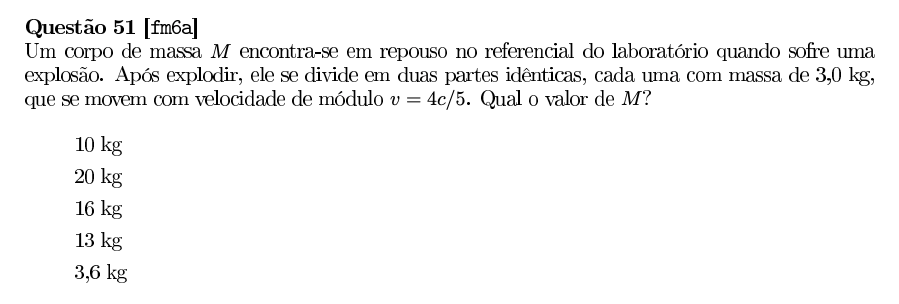 Questão 51 [fm6a]
Um corpo de massa M encontra-se em repouso no referencial do laboratório quando sofre uma
explosão. Após explodir, ele se divide em duas partes idênticas, cada uma com massa de 3,0 kg,
que se movem com velocidade de módulo v = 4c/5. Qual o valor de M?
10 kg
20 kg
16 kg
13 kg
3,6 kg